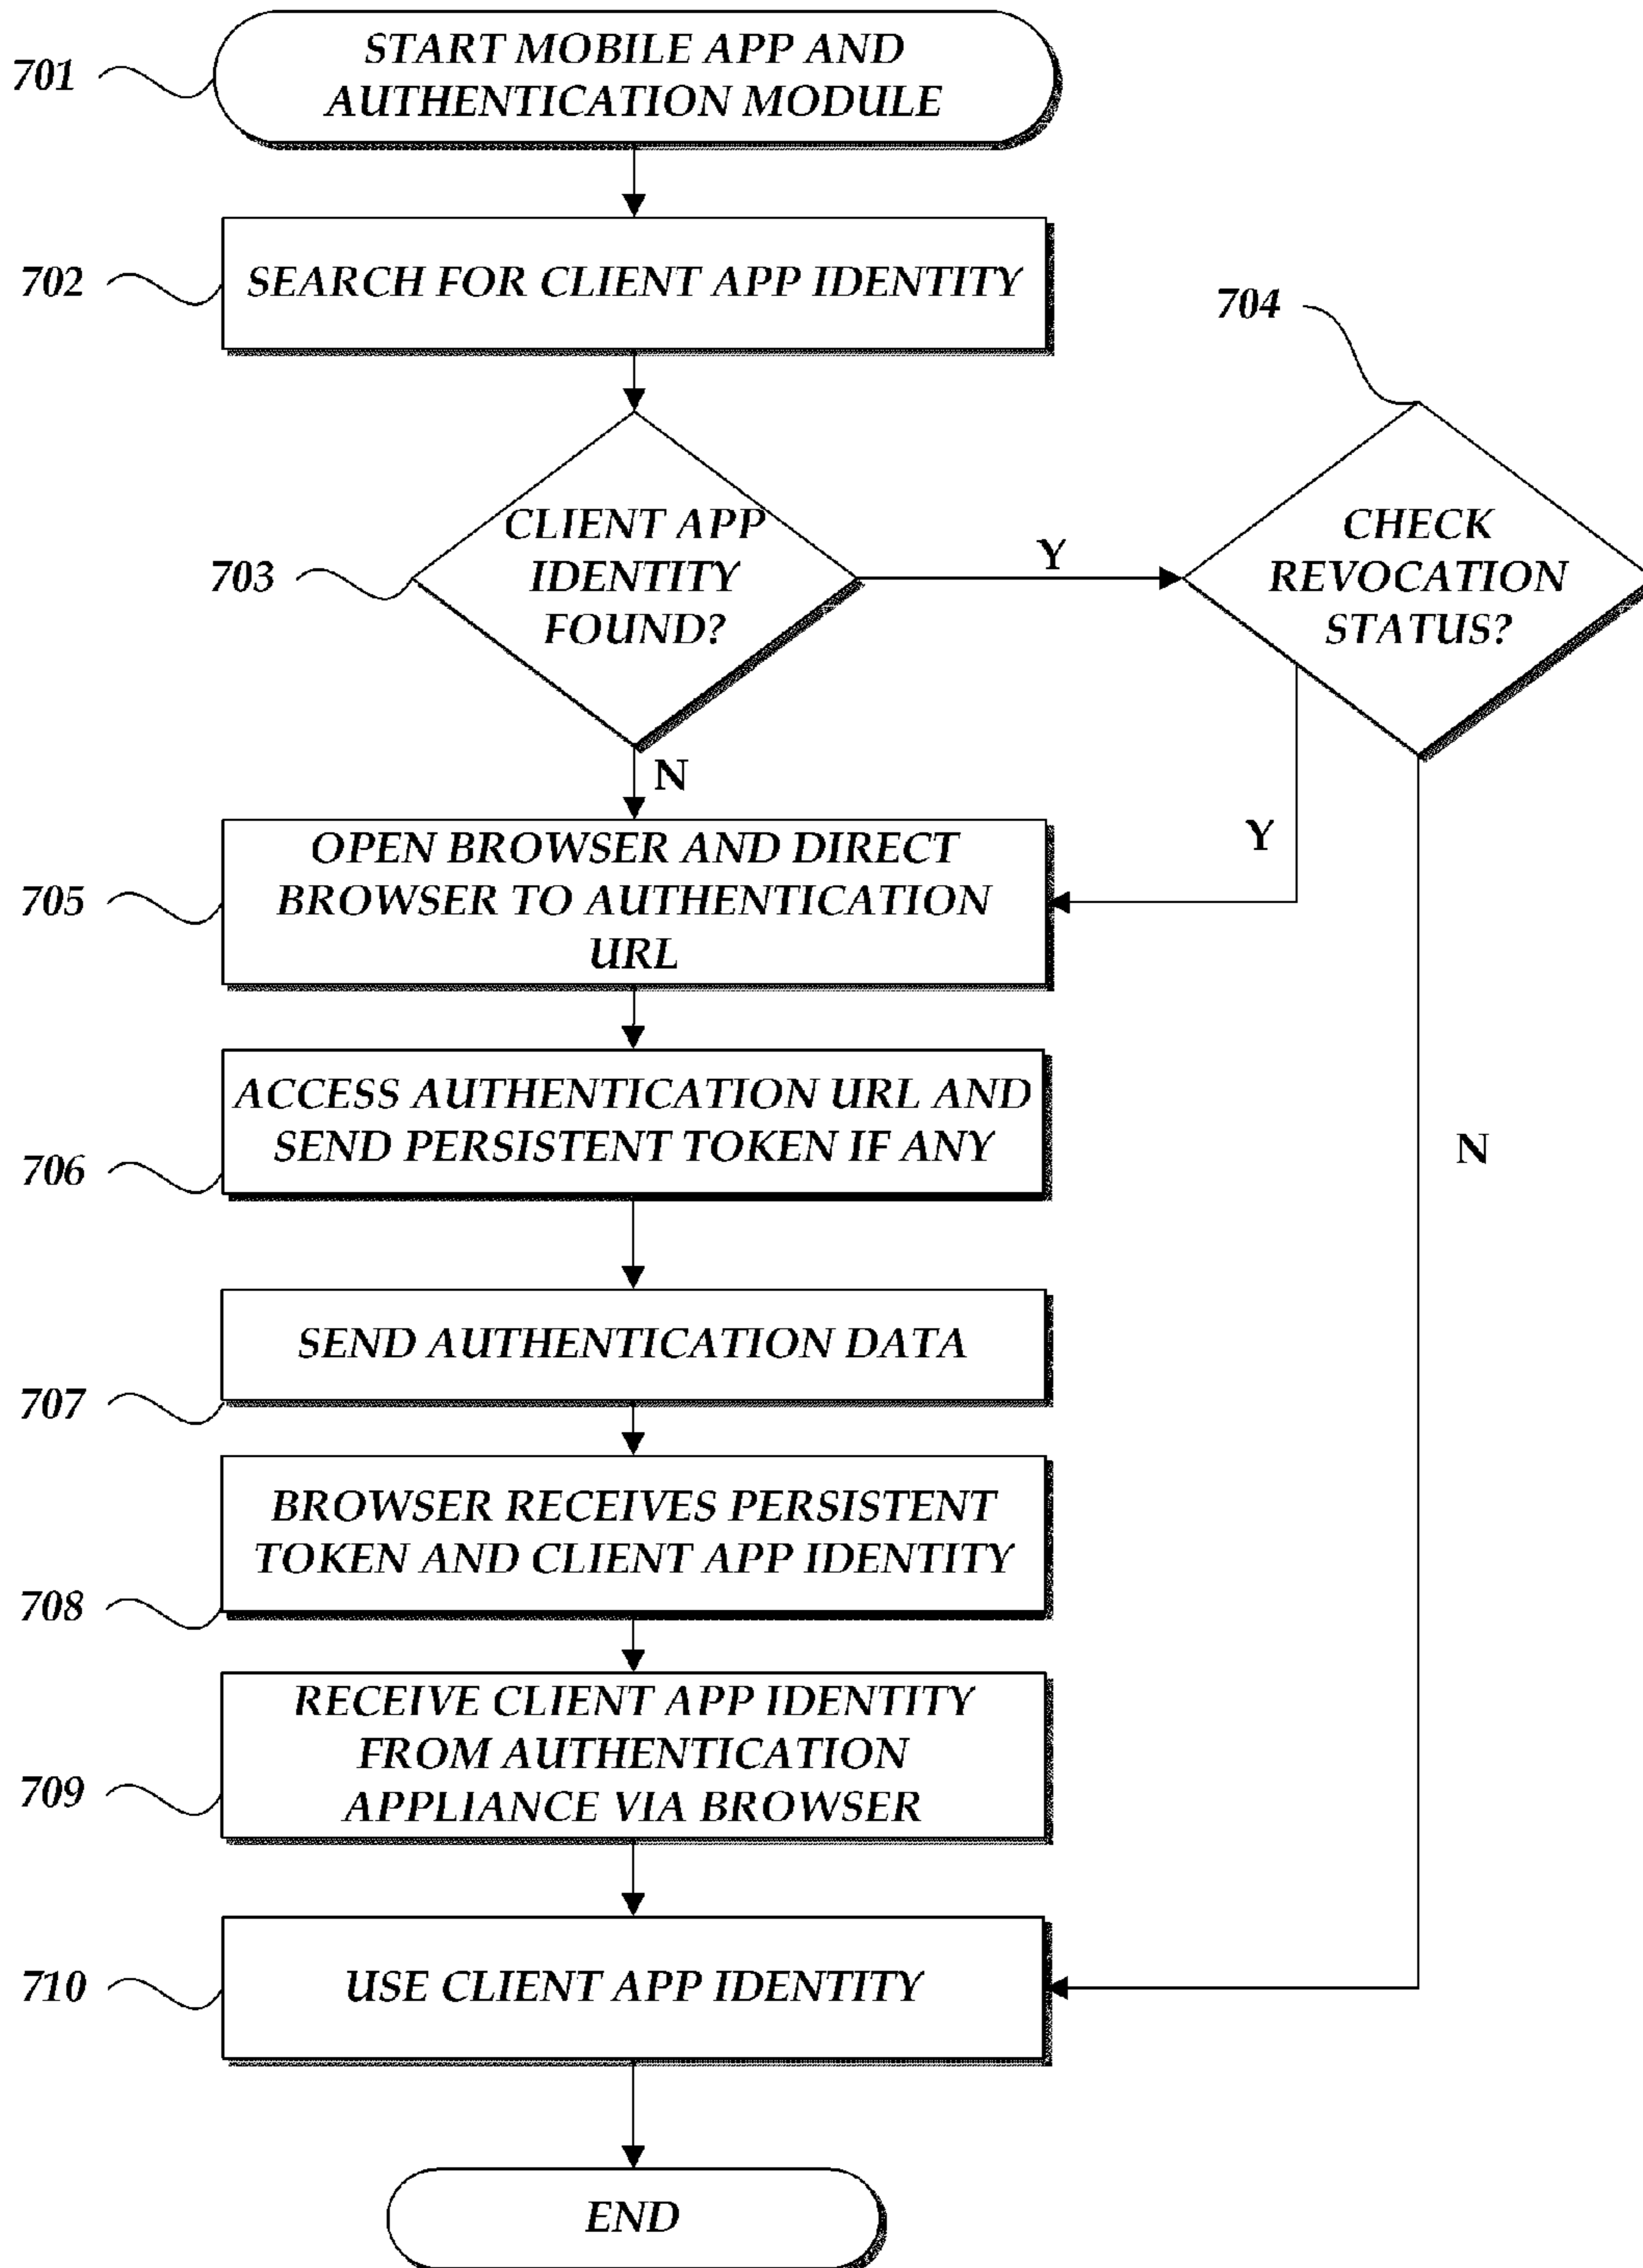 701
START MOBILE APP AND
AUTHENTICATION MODULE
702
SEARCH FOR CLIENT APP IDENTITY
704
703
CLIENT APP
IDENTITY
FOUND?
Y
CHECK
REVOCATION
STATUS?
N
Y
705
OPEN BROWSER AND DIRECT
BROWSER TO AUTHENTICATION
URL
706
ACCESS AUTHENTICATION URL AND
SEND PERSISTENT TOKEN IF ANY
N
707
SEND AUTHENTICATION DATA
708
BROWSER RECEIVES PERSISTENT
TOKEN AND CLIENT APP IDENTITY
709
RECEIVE CLIENT APP IDENTITY
FROM AUTHENTICATION
APPLIANCE VIA BROWSER
710
USE CLIENT APP IDENTITY
END